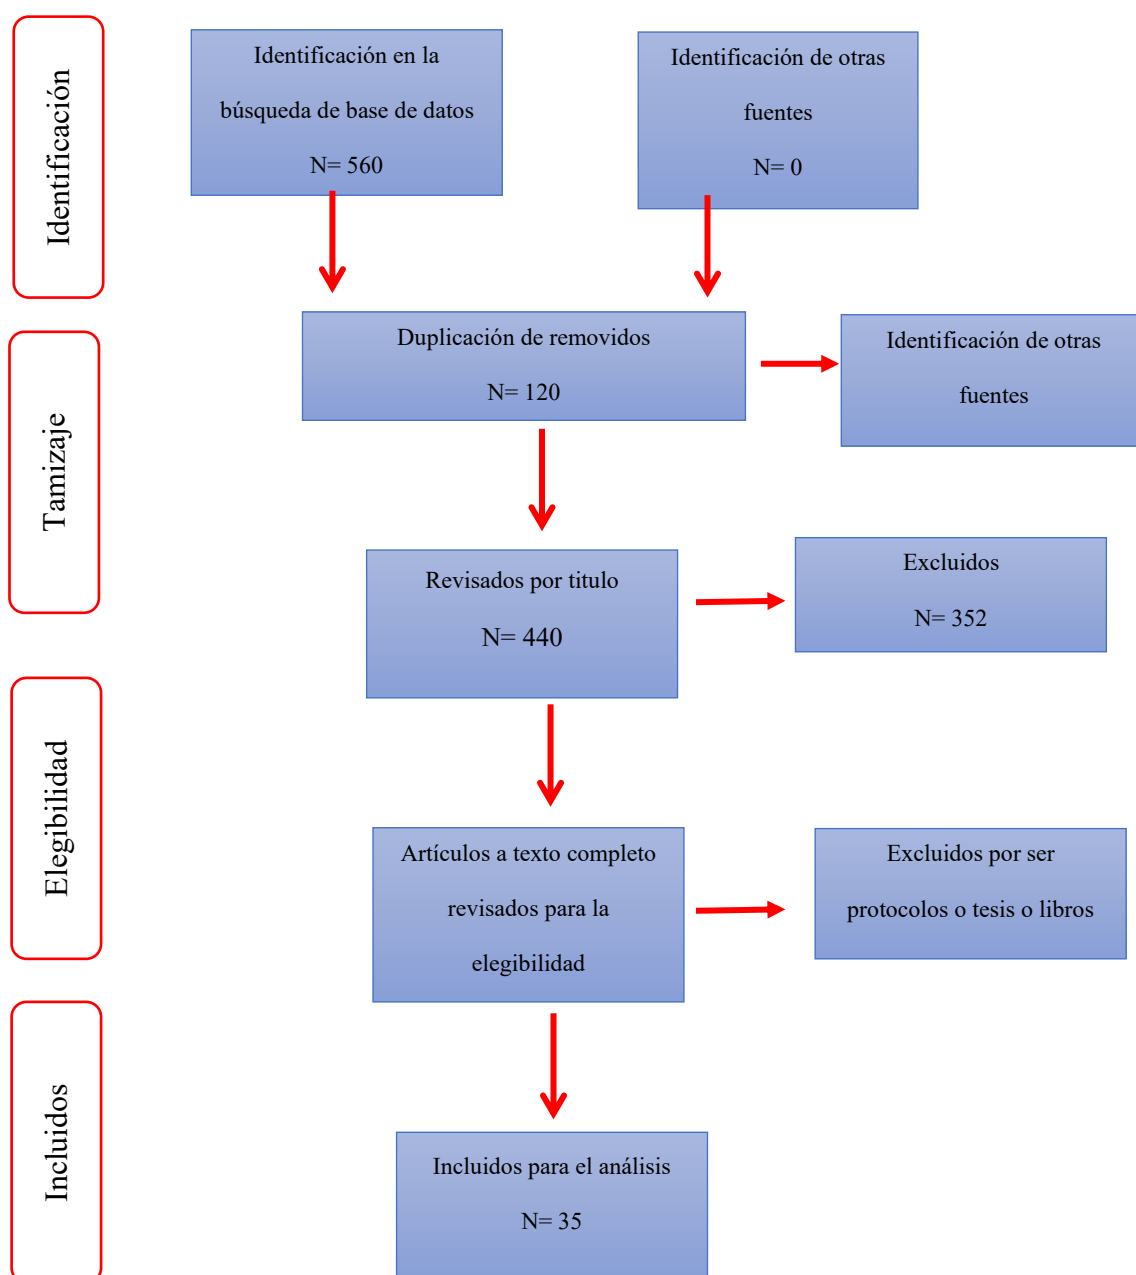 Identificación
Identificación en la
búsqueda de base de datos
N= 560
Identificación de otras
fuentes
N= 0
Tamizaje
Duplicación de removidos
N= 120
Identificación de otras
fuentes
Revisados por titulo
N= 440
Excluidos
N= 352
Elegibilidad
Artículos a texto completo
revisados para la
elegibilidad
Excluidos por ser
protocolos o tesis o libros
Incluidos
Incluidos para el análisis
N= 35